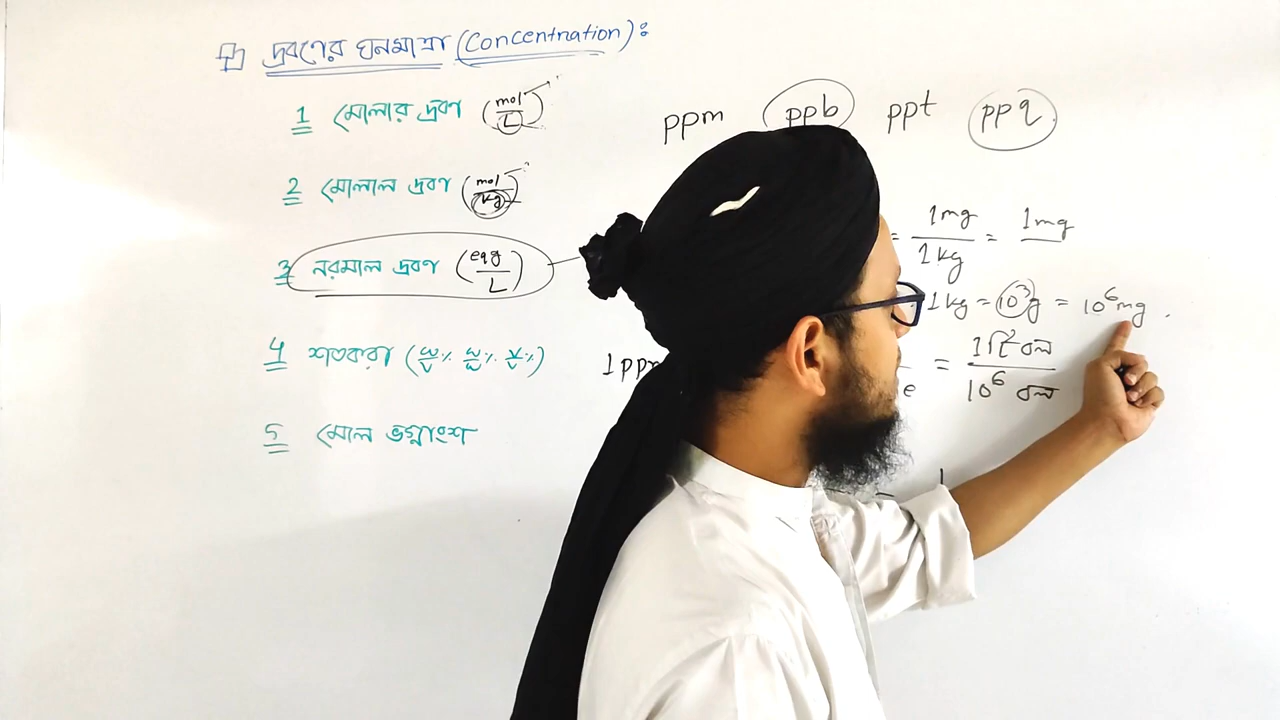 দ্রবণের ঘনমাত্রা (Concentration):
1 মোলার দ্রবণ (mol/L)
2 মোলাল দ্রবণ (mol/kg)
3 নরমাল দ্রবণ (eqg/L)
4 শতকরা (w/v% w/w% v/v%)
5 মোল ভগ্নাংশ
ppm ppb ppt ppq
= 1mg/1kg = 1mg
1kg = 10³g = 10⁶mg
1pp
= 1টি বল/10⁶ বল